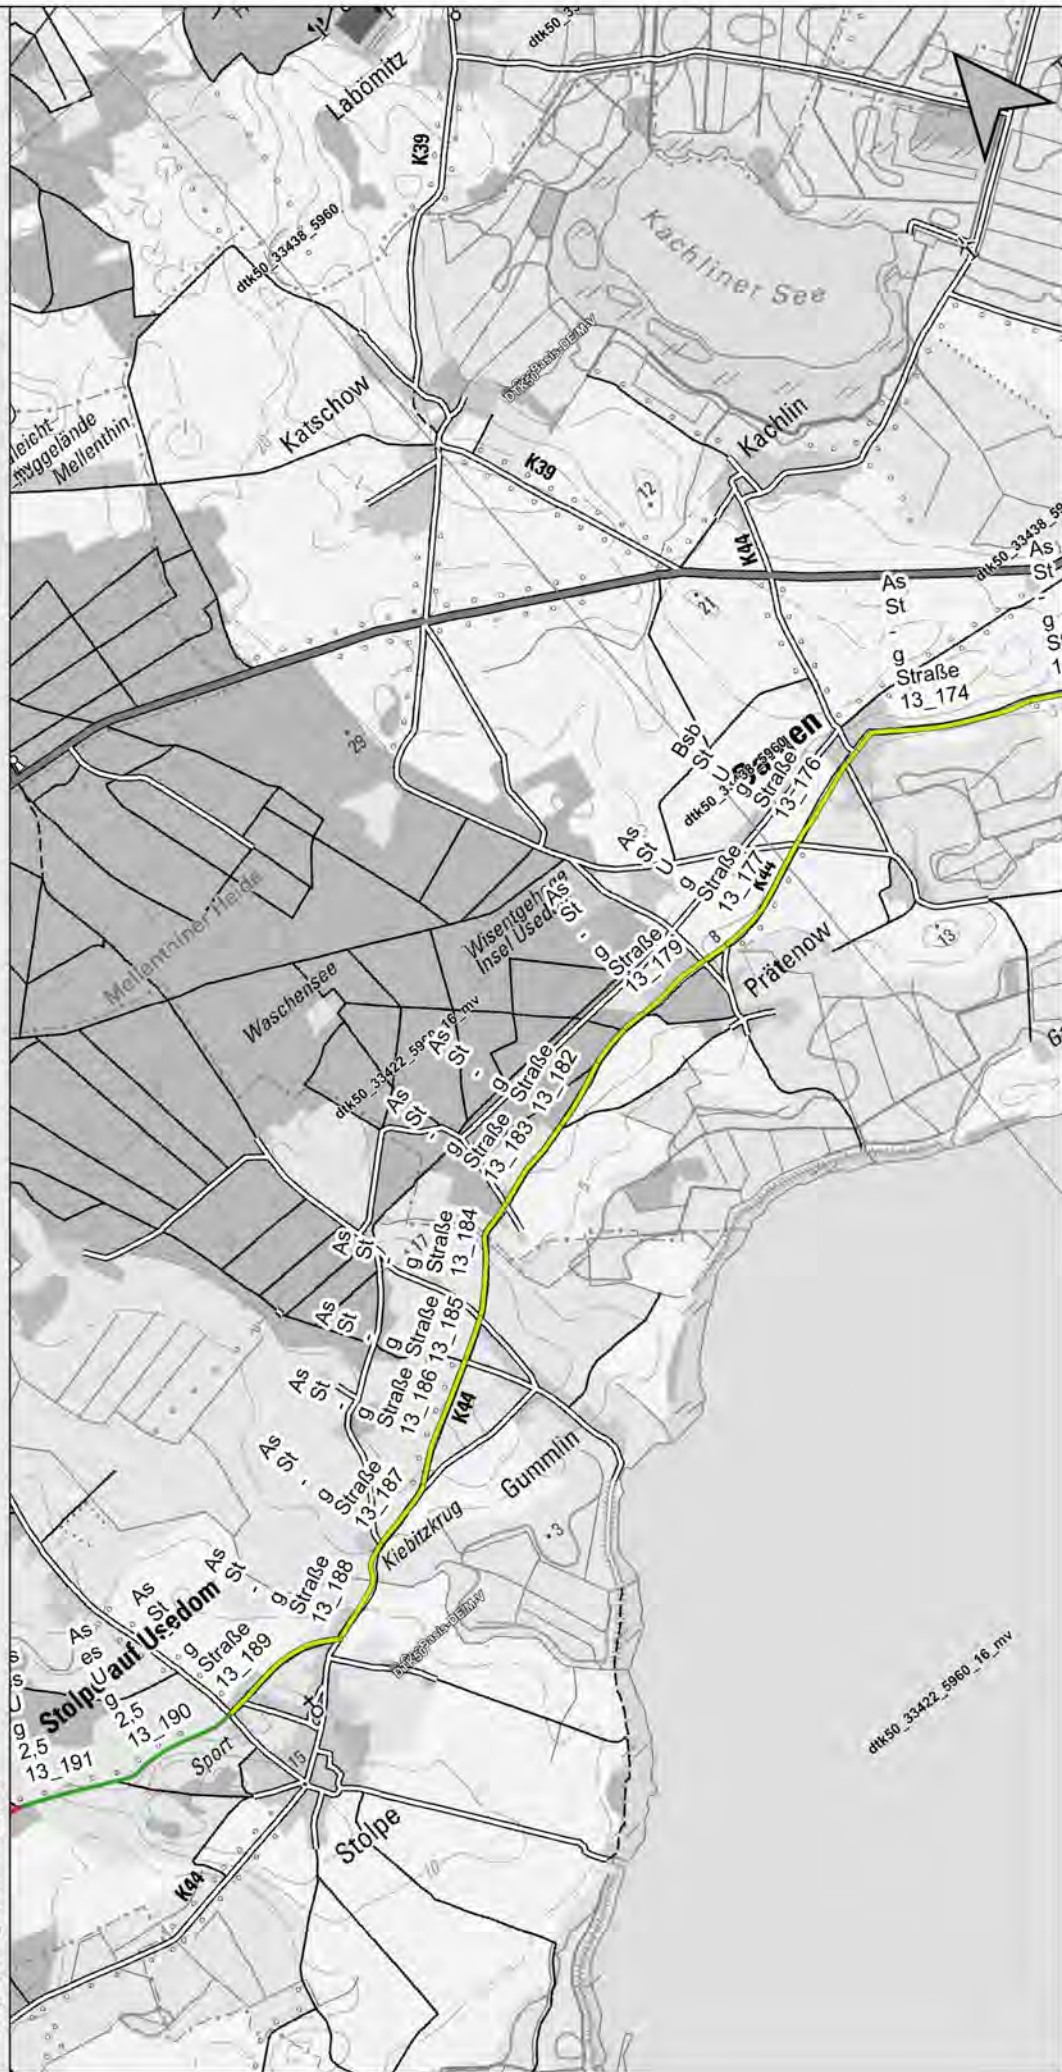 Labömitz
K39
dtk50_33438_5960
Kachliner See
Katschow
Mellenthin
K39
Kachlin
12
K44
As
St
-
g
Straße
13_174
As
St
-
g
21
29
Bsb
St
U
g
Straße
13_176
As
St
U
g
Straße
13_177
K44
Mellenthiner Heide
Wisentgehege
Insel Usedom
As
St
-
g
Straße
13_179
8
Prätenow
13
Waschensee
As
St
-
g
Straße
13_182
As
St
-
g
Straße
13_183
5
As
St
-
g
Straße
13_184
17
As
St
-
g
Straße
13_185
As
St
-
g
Straße
13_186
K44
Gummlin
As
St
-
g
Straße
13_187
Kiebitzkrug
3
As
St
-
g
Straße
13_188
As
St
-
g
Straße
13_189
Stolpe auf Usedom
As
es
U
g
2,5
13_190
g
2,5
13_191
Sport
15
Stolpe
K44
10
dtk50_33422_5960_16_mv